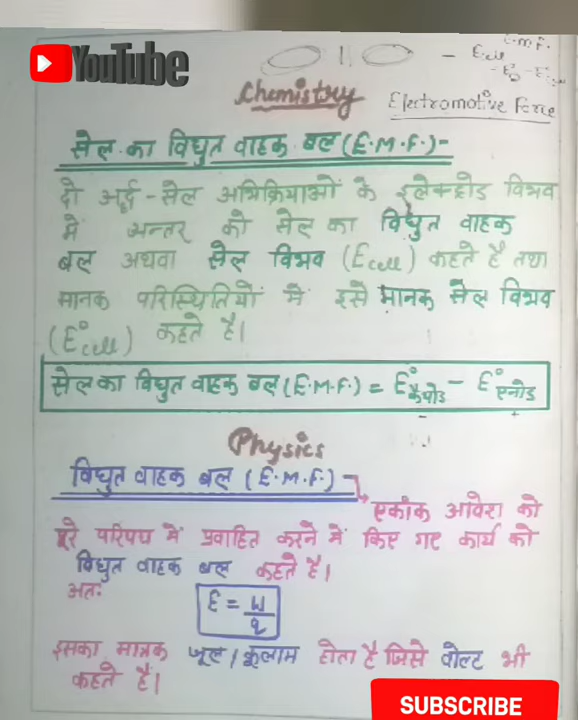 E.M.F.
YouTube
Ecell
Chemistry
Electromotive Force
सेल का विधुत वाहक बल (E.M.F.)-
दो अर्द्ध-सेल अभिक्रियाओं के इलेक्ट्रोड विभव
में अन्तर को सेल का विधुत वाहक
बल अथवा सेल विभव (Ecell) कहते है तथा
मानक परिस्थितियों में इसे मानक सेल विभव
(E°cell) कहते है।
सेल का विधुत वाहक बल (E.M.F.) = E°कैथोड - E°एनोड
Physics
विधुत वाहक बल (E.M.F.)
एकांक आवेश को
पूरे परिपथ में प्रवाहित करने में किए गए कार्य को
विधुत वाहक बल कहते है।
अतः
E = W/q
इसका मात्रक जूल/कूलाम होता है जिसे वोल्ट भी
कहते है।
SUBSCRIBE